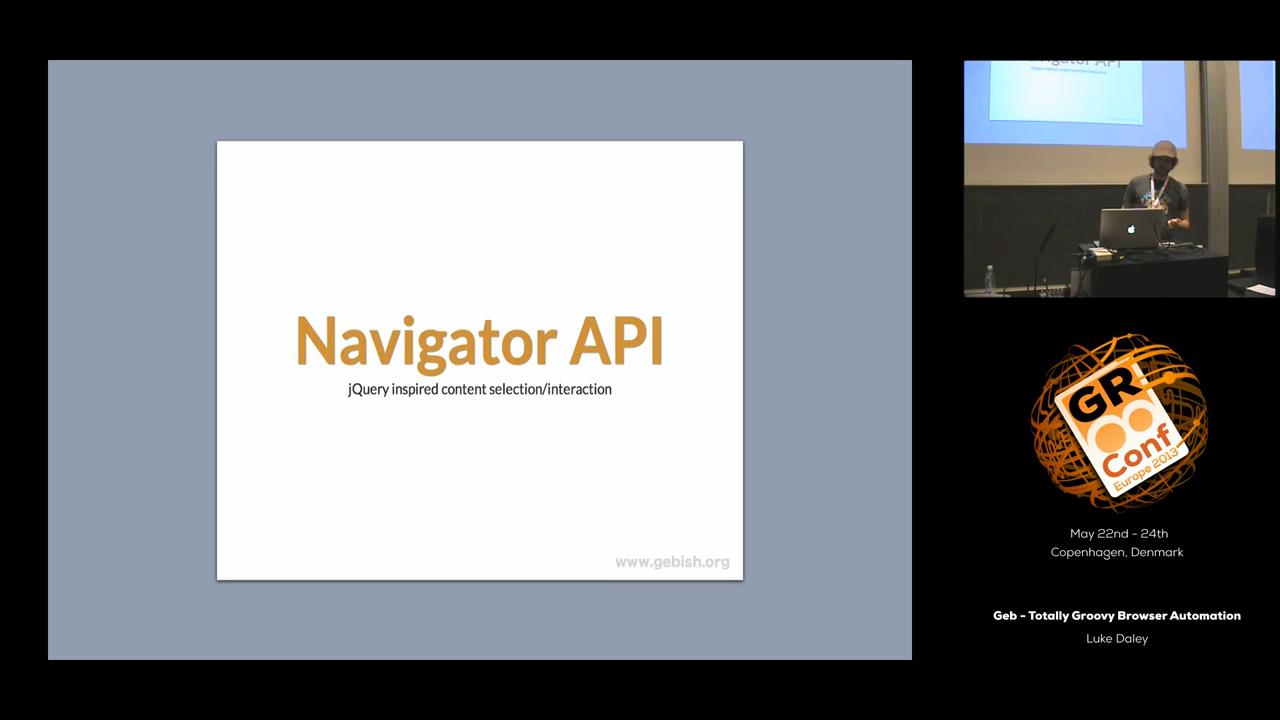 Navigator API
jQuery inspired content selection/interaction
www.gebish.org
GR8
Conf
Europe 2013
May 22nd - 24th
Copenhagen, Denmark
Geb - Totally Groovy Browser Automation
Luke Daley